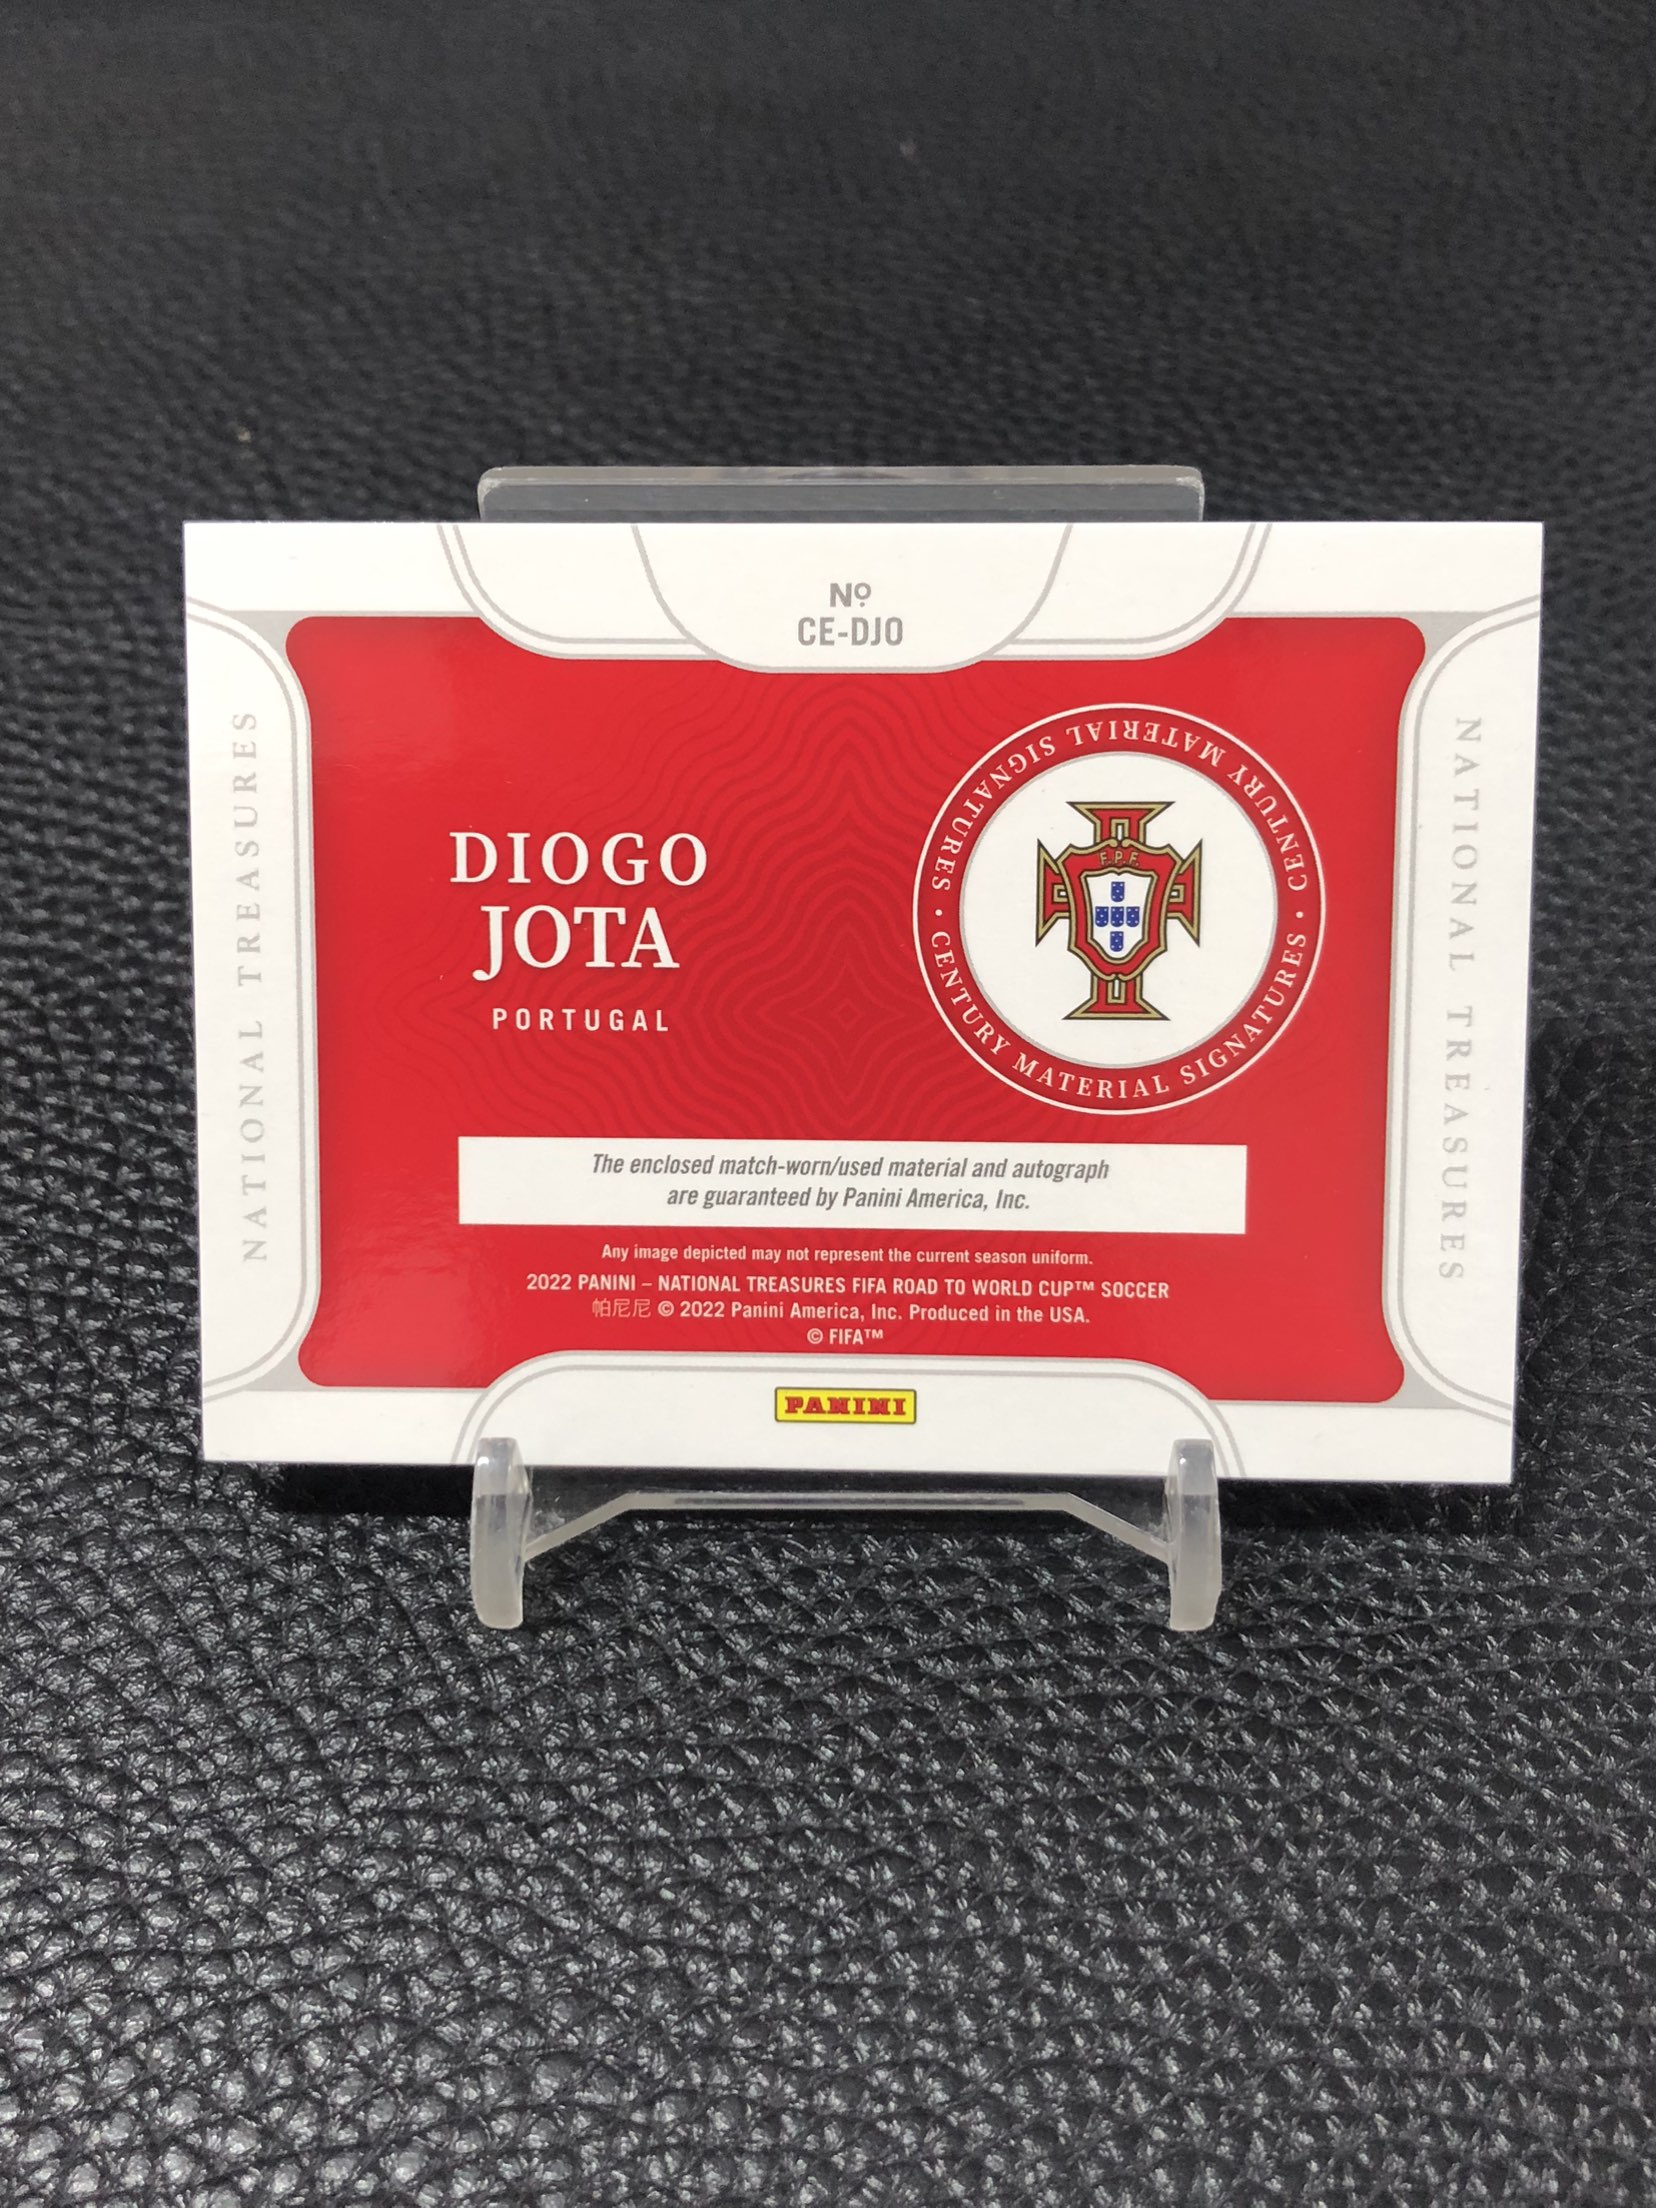 Nº
CE-DJO
NATIONAL TREASURES
DIOGO
JOTA
PORTUGAL
CENTURY MATERIAL SIGNATURES • CENTURY MATERIAL SIGNATURES •
F.P.F.
NATIONAL TREASURES
The enclosed match-worn/used material and autograph
are guaranteed by Panini America, Inc.
Any image depicted may not represent the current season uniform.
2022 PANINI – NATIONAL TREASURES FIFA ROAD TO WORLD CUP™ SOCCER
帕尼尼 © 2022 Panini America, Inc. Produced in the USA.
© FIFA™
PANINI